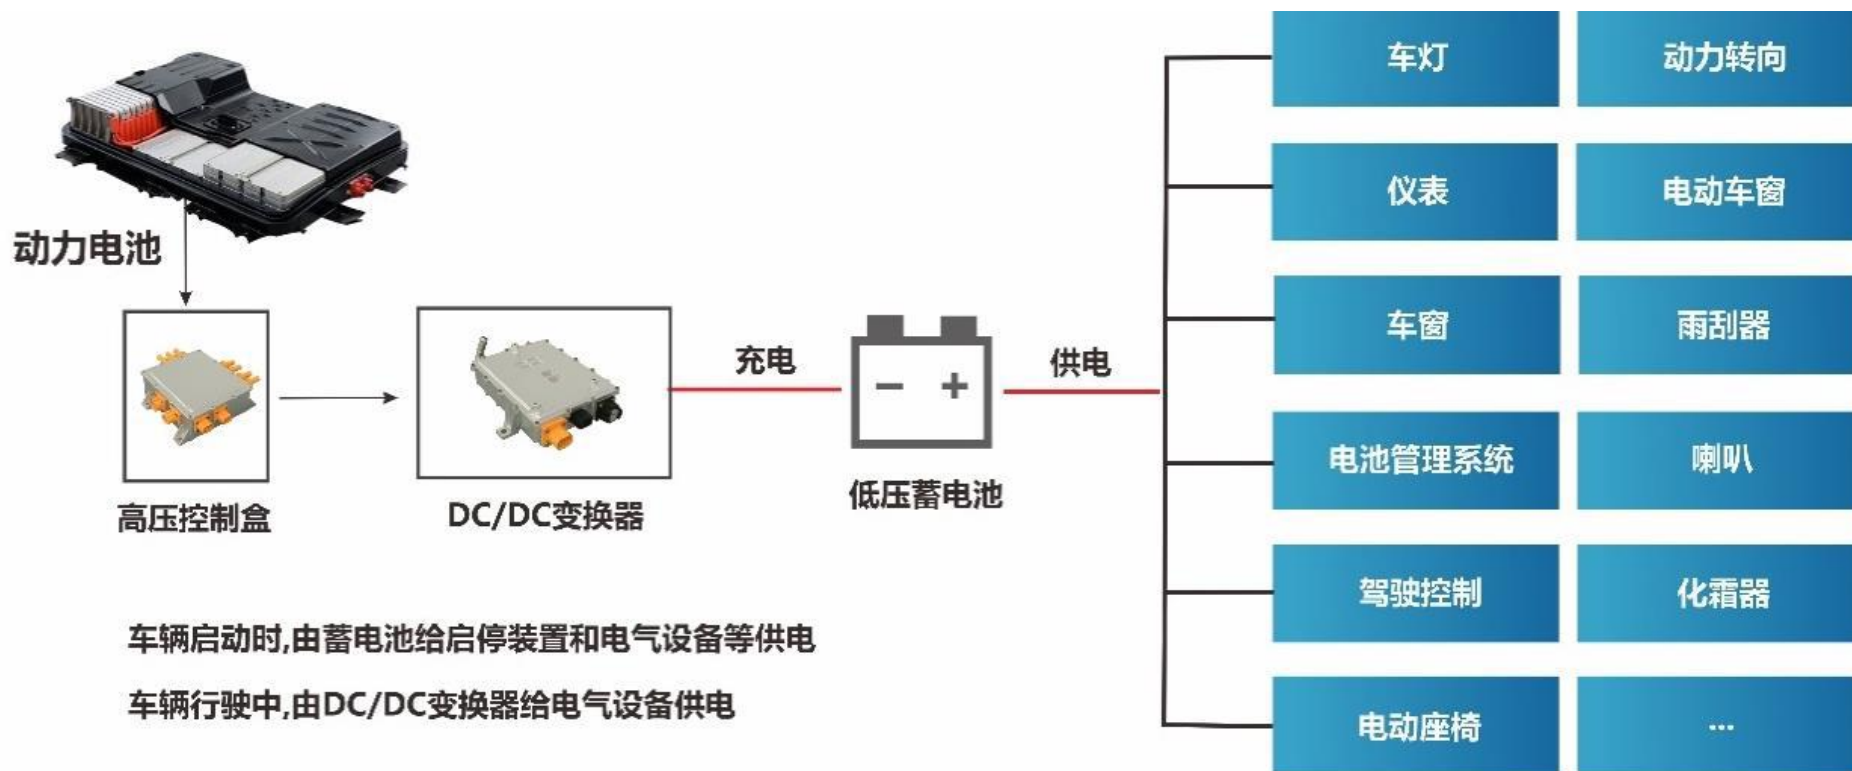 车灯 动力转向
仪表 电动车窗
动力电池
车窗 雨刮器
充电
供电
- +
电池管理系统 喇叭
低压蓄电池
高压控制盒
DC/DC变换器
驾驶控制 化霜器
车辆启动时,由蓄电池给启停装置和电气设备等供电
车辆行驶中,由DC/DC变换器给电气设备供电
电动座椅 ...